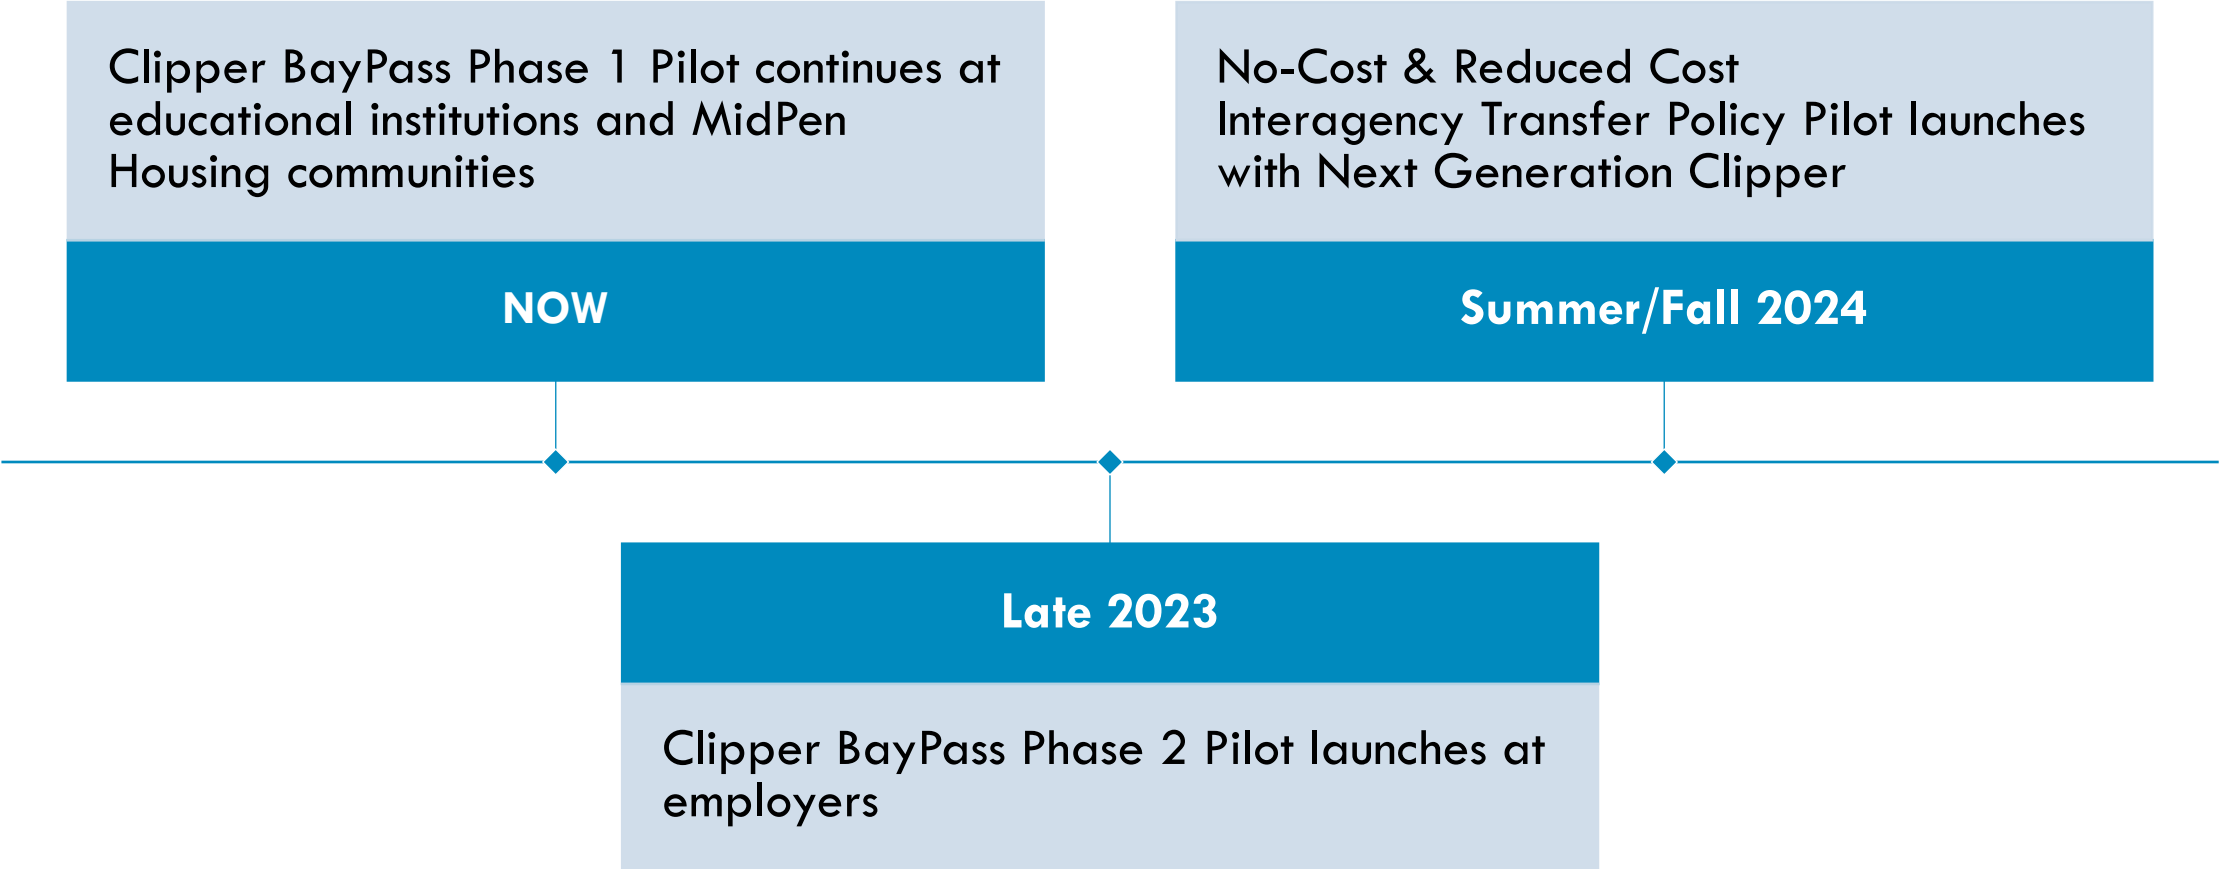 Clipper BayPass Phase 1 Pilot continues at
educational institutions and MidPen
Housing communities
NOW
No-Cost & Reduced Cost
Interagency Transfer Policy Pilot launches
with Next Generation Clipper
Summer/Fall 2024
Late 2023
Clipper BayPass Phase 2 Pilot launches at
employers